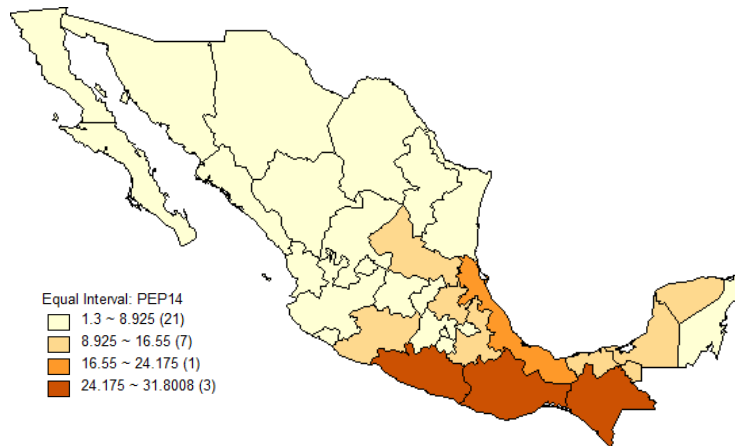 Equal Interval: PEP14
1.3 ~ 8.925 (21)
8.925 ~ 16.55 (7)
16.55 ~ 24.175 (1)
24.175 ~ 31.8008 (3)